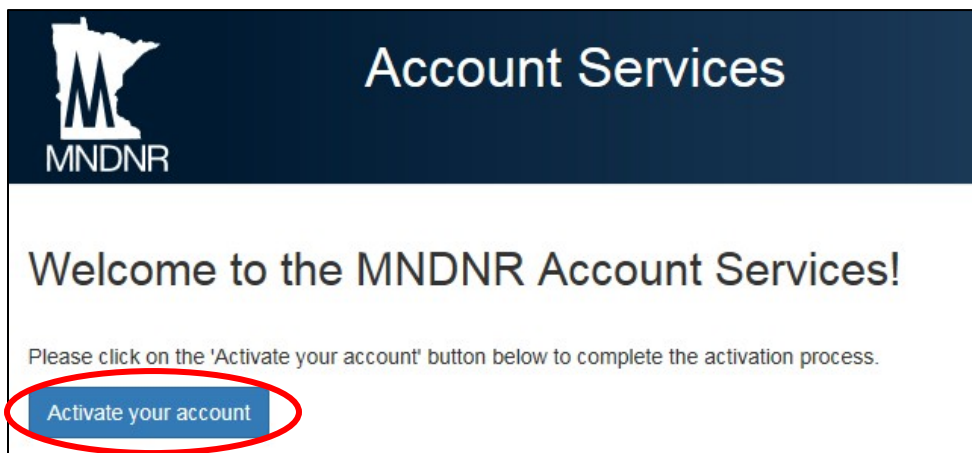 Account Services
MNDNR
Welcome to the MNDNR Account Services!
Please click on the 'Activate your account' button below to complete the activation process.
Activate your account